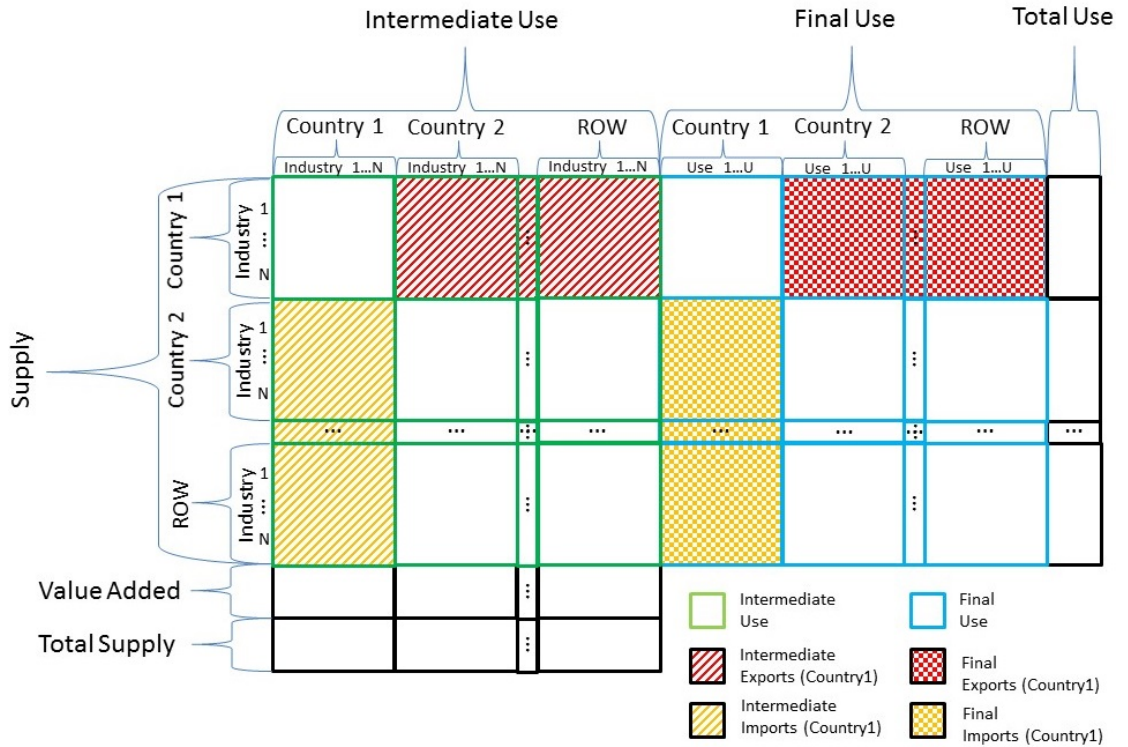 Intermediate Use
Final Use
Total Use
Country 1
Country 2
ROW
Country 1
Country 2
ROW
Industry 1...N
Industry 1...N
Industry 1...N
Use 1...U
Use 1...U
Use 1...U
Supply
Country 1
Industry
1
...
N
...
...
Country 2
Industry
1
...
N
...
...
... ... ... ... ... ... ... ... ...
ROW
Industry
1
...
N
...
...
Value Added
...
Total Supply
...
Intermediate
Use
Final
Use
Intermediate
Exports (Country1)
Final
Exports (Country1)
Intermediate
Imports (Country1)
Final
Imports (Country1)